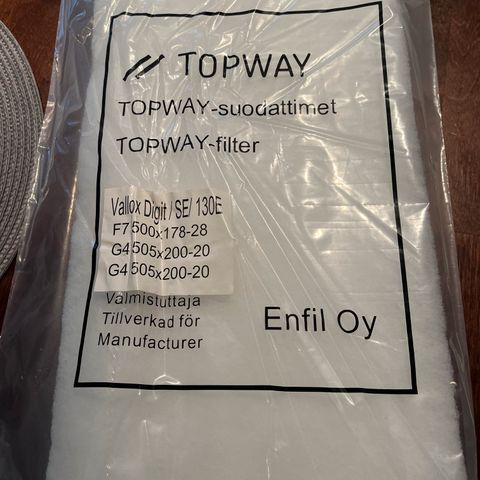 TOPWAY
TOPWAY-suodattimet
TOPWAY-filter
Vallox Digit / SE/ 130E
F7 500x178-28
G4 505x200-20
G4 505x200-20
Valmistuttaja
Tillverkad för
Manufacturer
Enfil Oy